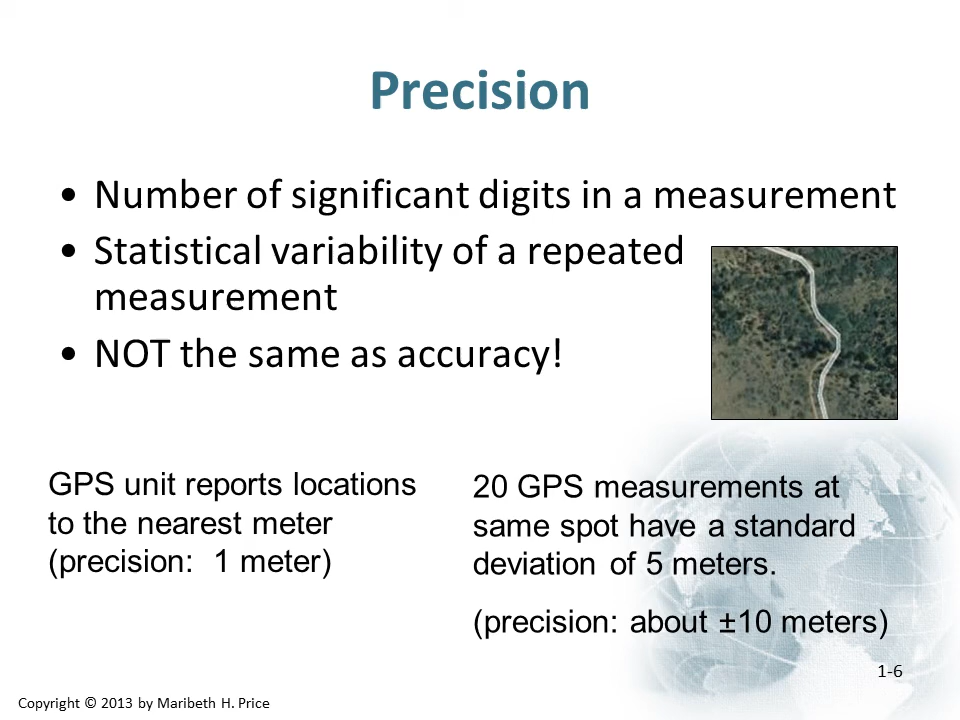 Precision
• Number of significant digits in a measurement
• Statistical variability of a repeated
measurement
• NOT the same as accuracy!
GPS unit reports locations
to the nearest meter
(precision:  1 meter)
20 GPS measurements at
same spot have a standard
deviation of 5 meters.
(precision: about ±10 meters)
1-6
Copyright © 2013 by Maribeth H. Price